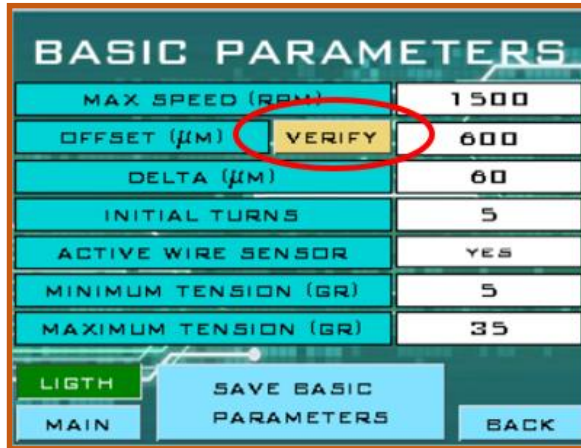 BASIC PARAMETERS
MAX SPEED (RPM) 1500
OFFSET (µM) VERIFY 600
DELTA (µM) 60
INITIAL TURNS 5
ACTIVE WIRE SENSOR YES
MINIMUM TENSION (GR) 5
MAXIMUM TENSION (GR) 35
LIGTH
SAVE BASIC
PARAMETERS
MAIN
BACK